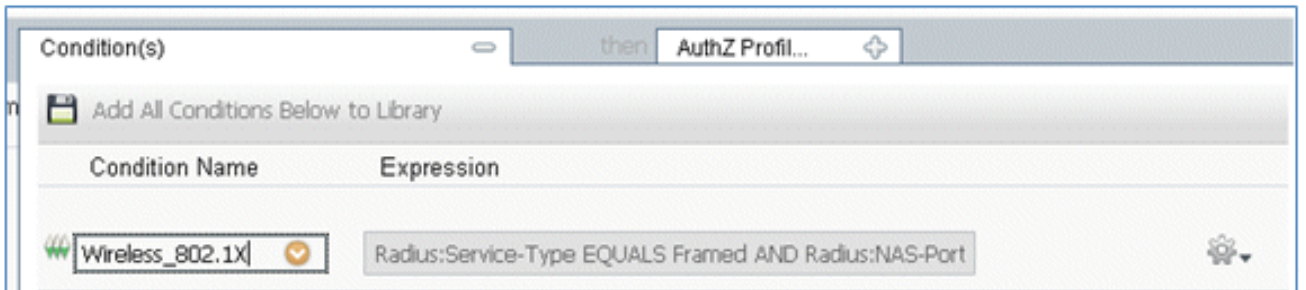 Condition(s) then AuthZ Profil...
Add All Conditions Below to Library
Condition Name Expression
Wireless_802.1X Radius:Service-Type EQUALS Framed AND Radius:NAS-Port